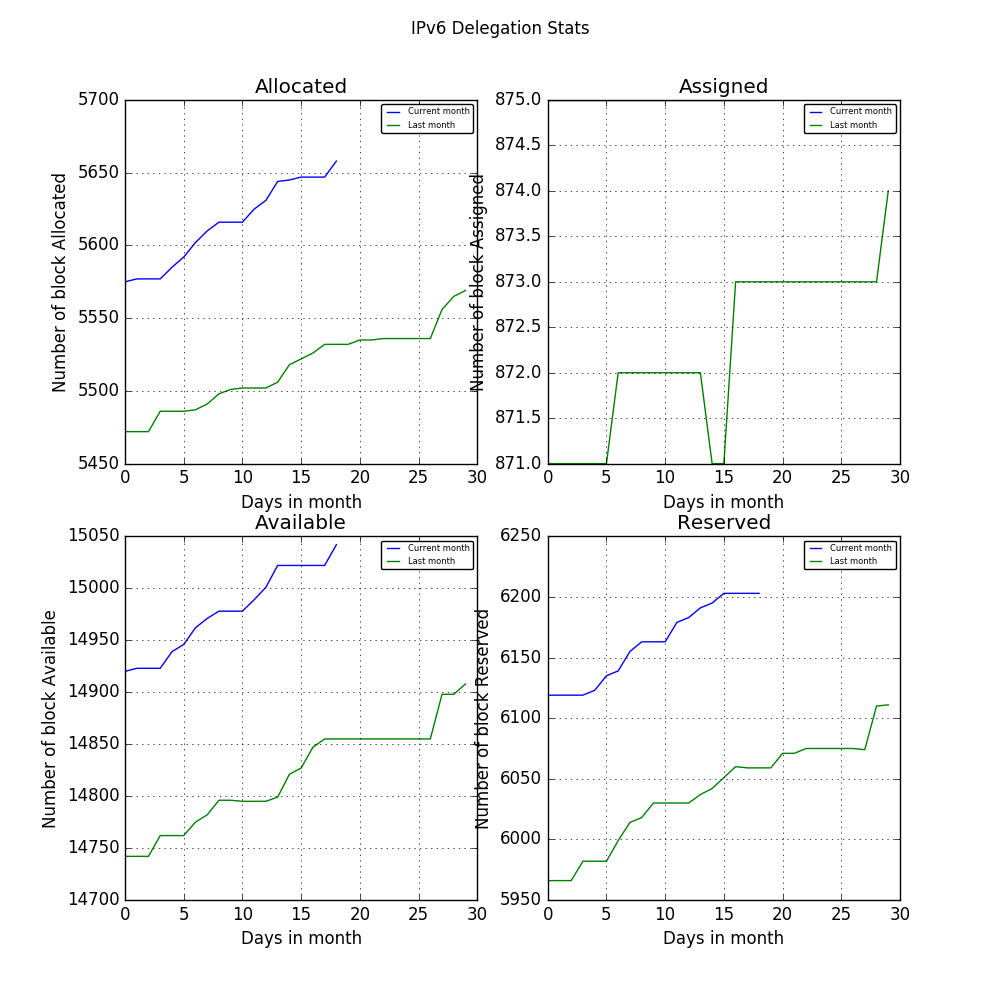 IPv6 Delegation Stats
Allocated
Number of block Allocated
5700
5650
5600
5550
5500
5450
Current month
Last month
0 5 10 15 20 25 30
Days in month
Assigned
Number of block Assigned
875.0
874.5
874.0
873.5
873.0
872.5
872.0
871.5
871.0
Current month
Last month
0 5 10 15 20 25 30
Days in month
Available
Number of block Available
15050
15000
14950
14900
14850
14800
14750
14700
Current month
Last month
0 5 10 15 20 25 30
Days in month
Reserved
Number of block Reserved
6250
6200
6150
6100
6050
6000
5950
Current month
Last month
0 5 10 15 20 25 30
Days in month